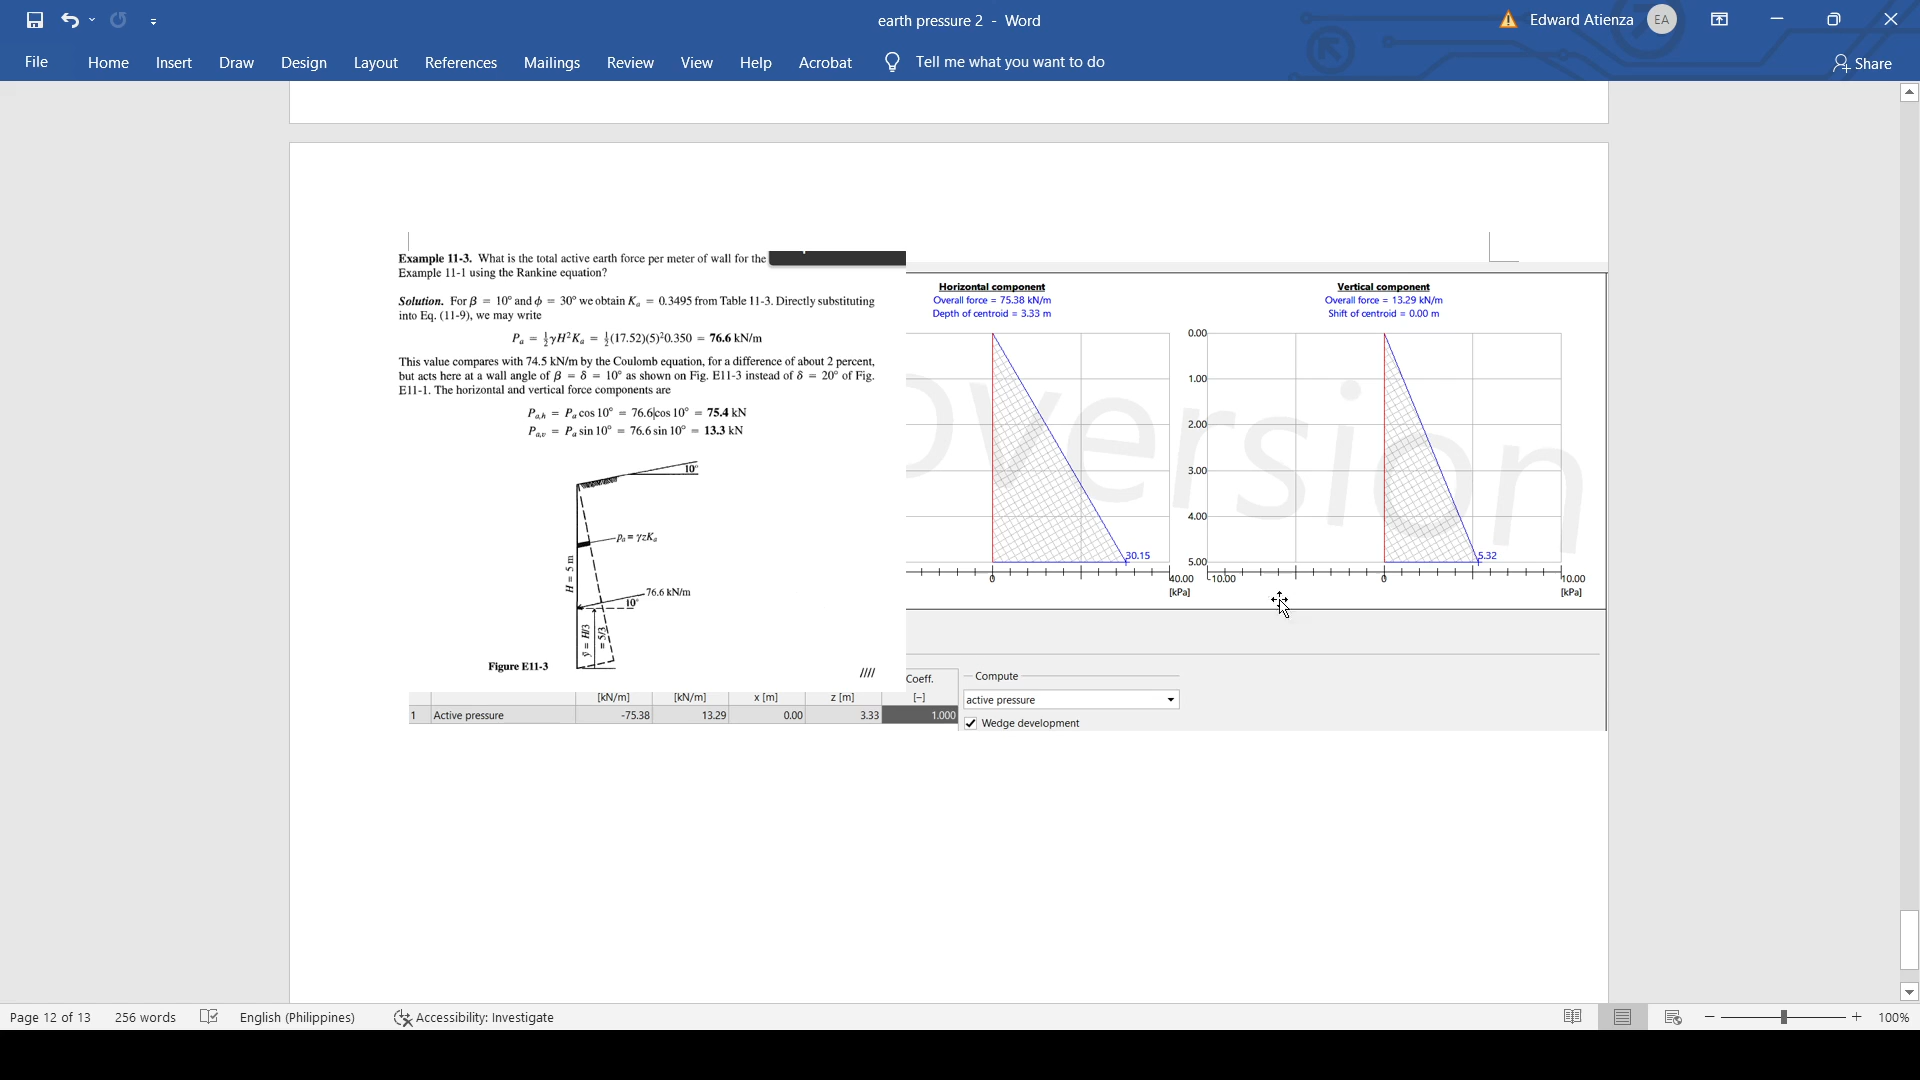 earth pressure 2 - Word
Edward Atienza
EA
File Home Insert Draw Design Layout References Mailings Review View Help Acrobat Tell me what you want to do Share
Example 11-3. What is the total active earth force per meter of wall for the
Example 11-1 using the Rankine equation?
Solution. For β = 10° and φ = 30° we obtain Ka = 0.3495 from Table 11-3. Directly substituting
into Eq. (11-9), we may write
Pa = ½γH²Ka = ½(17.52)(5)²0.350 = 76.6 kN/m
This value compares with 74.5 kN/m by the Coulomb equation, for a difference of about 2 percent,
but acts here at a wall angle of β = δ = 10° as shown on Fig. E11-3 instead of δ = 20° of Fig.
E11-1. The horizontal and vertical force components are
Pa,h = Pa cos 10° = 76.6 cos 10° = 75.4 kN
Pa,v = Pa sin 10° = 76.6 sin 10° = 13.3 kN
10°
pa = γzKa
H = 5 m
76.6 kN/m
10°
ȳ = H/3
= 5/3
Figure E11-3
////
Horizontal component
Overall force = 75.38 kN/m
Depth of centroid = 3.33 m
30.15
0
40.00
[kPa]
Vertical component
Overall force = 13.29 kN/m
Shift of centroid = 0.00 m
0.00
1.00
2.00
3.00
4.00
5.00
5.32
-10.00
0
10.00
[kPa]
version
Coeff.
[kN/m] [kN/m] x [m] z [m] [–]
1 Active pressure -75.38 13.29 0.00 3.33 1.000
Compute
active pressure
Wedge development
Page 12 of 13 256 words English (Philippines) Accessibility: Investigate 100%